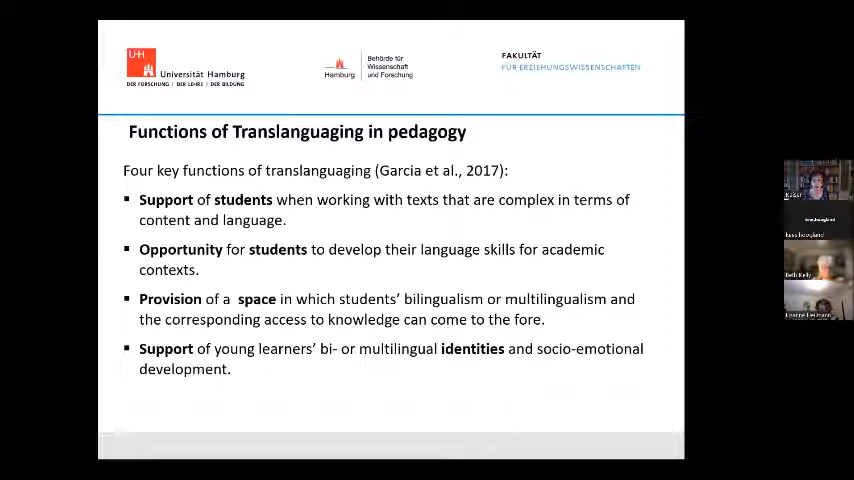 UHH
Universität Hamburg
DER FORSCHUNG | DER LEHRE | DER BILDUNG
Hamburg
Behörde für
Wissenschaft
und Forschung
FAKULTÄT
FÜR ERZIEHUNGSWISSENSCHAFTEN
Functions of Translanguaging in pedagogy
Four key functions of translanguaging (Garcia et al., 2017):
▪ Support of students when working with texts that are complex in terms of
content and language.
▪ Opportunity for students to develop their language skills for academic
contexts.
▪ Provision of a space in which students’ bilingualism or multilingualism and
the corresponding access to knowledge can come to the fore.
▪ Support of young learners’ bi- or multilingual identities and socio-emotional
development.
Kaiser
kees hoogland
Beth Kelly